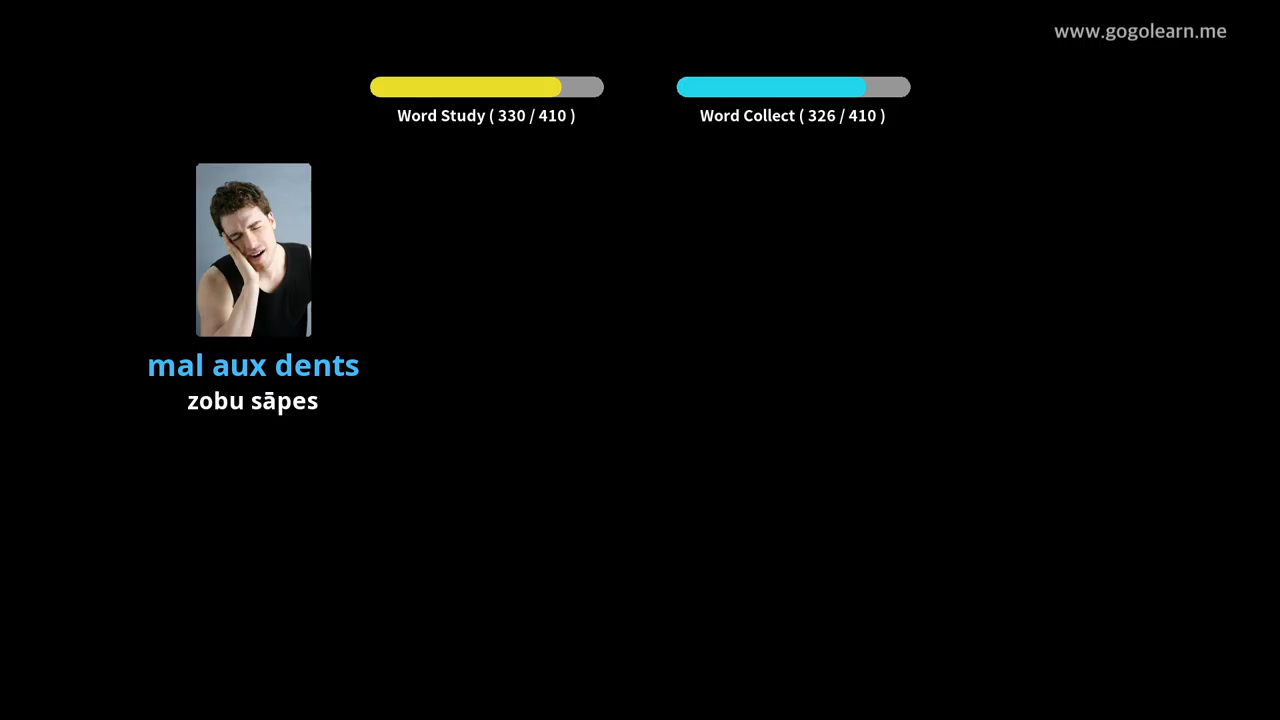 www.gogolearn.me
Word Study ( 330 / 410 )
Word Collect ( 326 / 410 )
mal aux dents
zobu sāpes